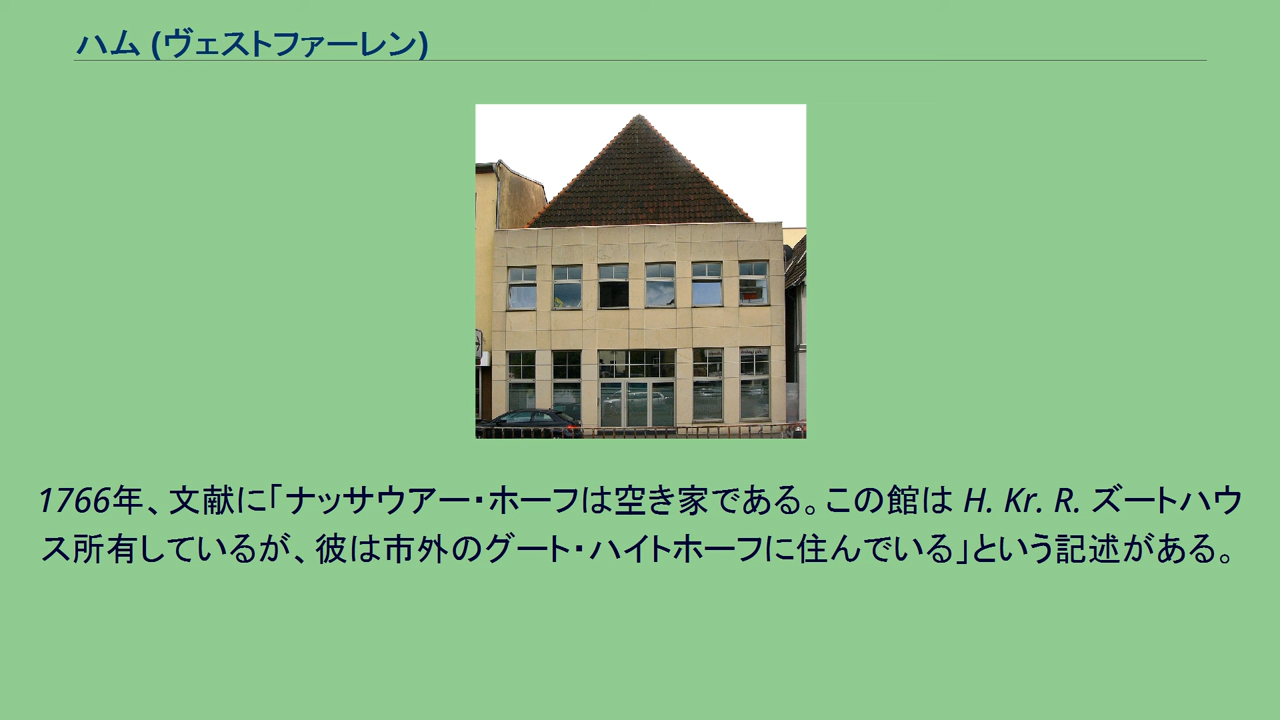 ハム (ヴェストファーレン)
1766年、文献に「ナッサウアー・ホーフは空き家である。この館は H. Kr. R. ズートハウ
ス所有しているが、彼は市外のグート・ハイトホーフに住んでいる」という記述がある。